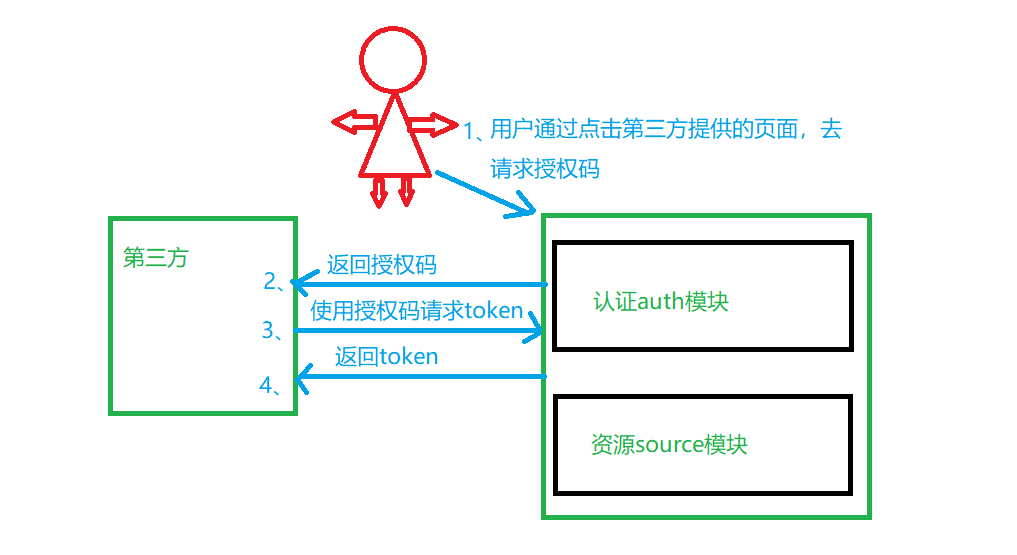 1、用户通过点击第三方提供的页面，去
请求授权码
第三方
2、返回授权码
3、使用授权码请求token
4、返回token
认证auth模块
资源source模块